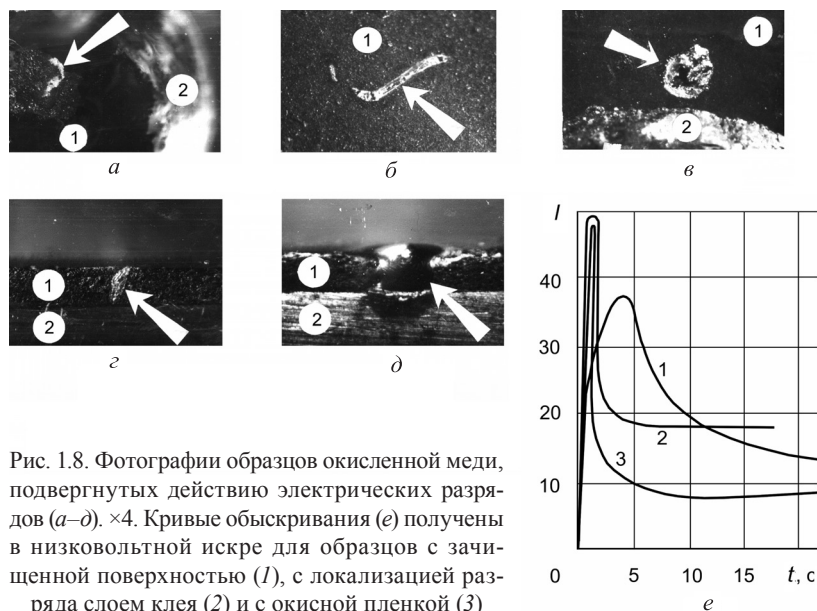 1
2
а
1
б
1
2
в
1
2
г
1
2
д
I
40
30
20
10
0
5
10
15
t, с
1
2
3
е
Рис. 1.8. Фотографии образцов окисленной меди,
подвергнутых действию электрических разря-
дов (а–д). ×4. Кривые обыскривания (е) получены
в низковольтной искре для образцов с зачи-
щенной поверхностью (1), с локализацией раз-
ряда слоем клея (2) и с окисной пленкой (3)